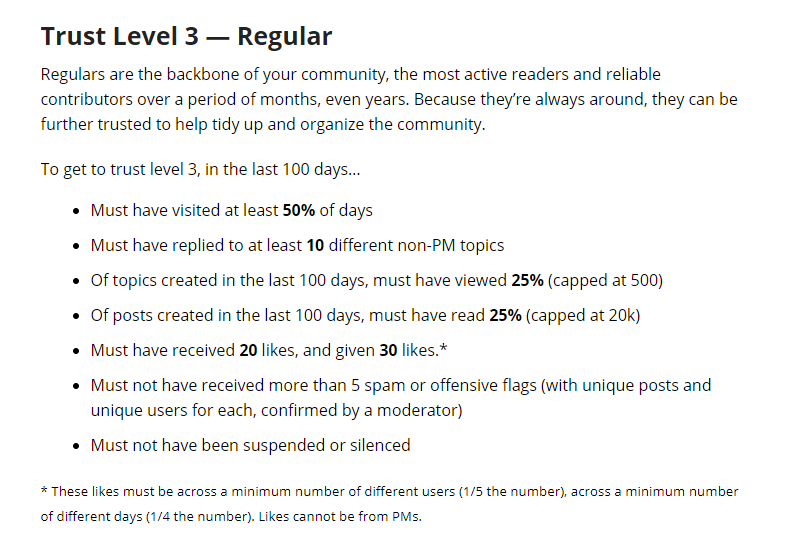 Trust Level 3 — Regular
Regulars are the backbone of your community, the most active readers and reliable
contributors over a period of months, even years. Because they’re always around, they can be
further trusted to help tidy up and organize the community.
To get to trust level 3, in the last 100 days…
• Must have visited at least 50% of days
• Must have replied to at least 10 different non-PM topics
• Of topics created in the last 100 days, must have viewed 25% (capped at 500)
• Of posts created in the last 100 days, must have read 25% (capped at 20k)
• Must have received 20 likes, and given 30 likes.*
• Must not have received more than 5 spam or offensive flags (with unique posts and
unique users for each, confirmed by a moderator)
• Must not have been suspended or silenced
* These likes must be across a minimum number of different users (1/5 the number), across a minimum number
of different days (1/4 the number). Likes cannot be from PMs.